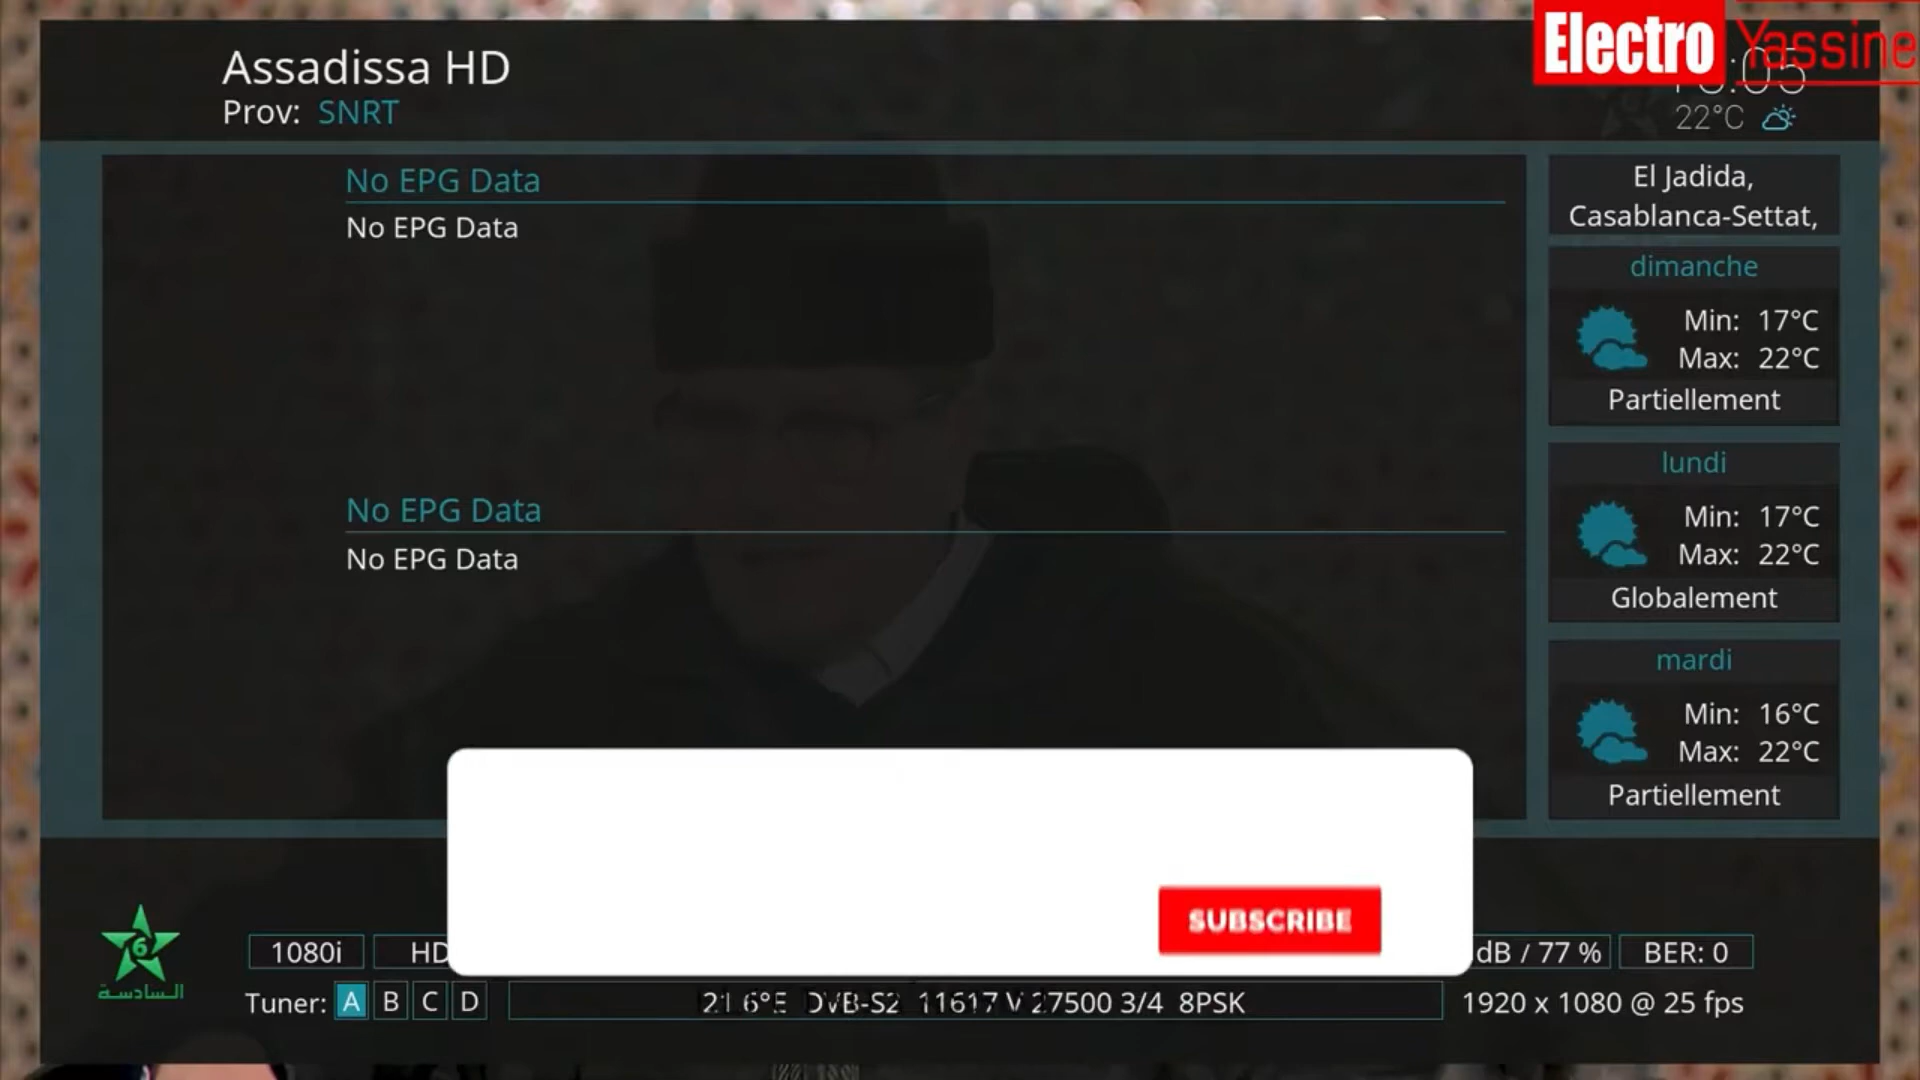 Assadissa HD
Prov: SNRT
Electro Yassine
:05
22°C
No EPG Data
No EPG Data
No EPG Data
No EPG Data
El Jadida,
Casablanca-Settat,
dimanche
Min: 17°C
Max: 22°C
Partiellement
lundi
Min: 17°C
Max: 22°C
Globalement
mardi
Min: 16°C
Max: 22°C
Partiellement
SUBSCRIBE
6
السادسة
1080i HD dB / 77 % BER: 0
Tuner: A B C D 21.6°E DVB-S2 11617 V 27500 3/4 8PSK 1920 x 1080 @ 25 fps